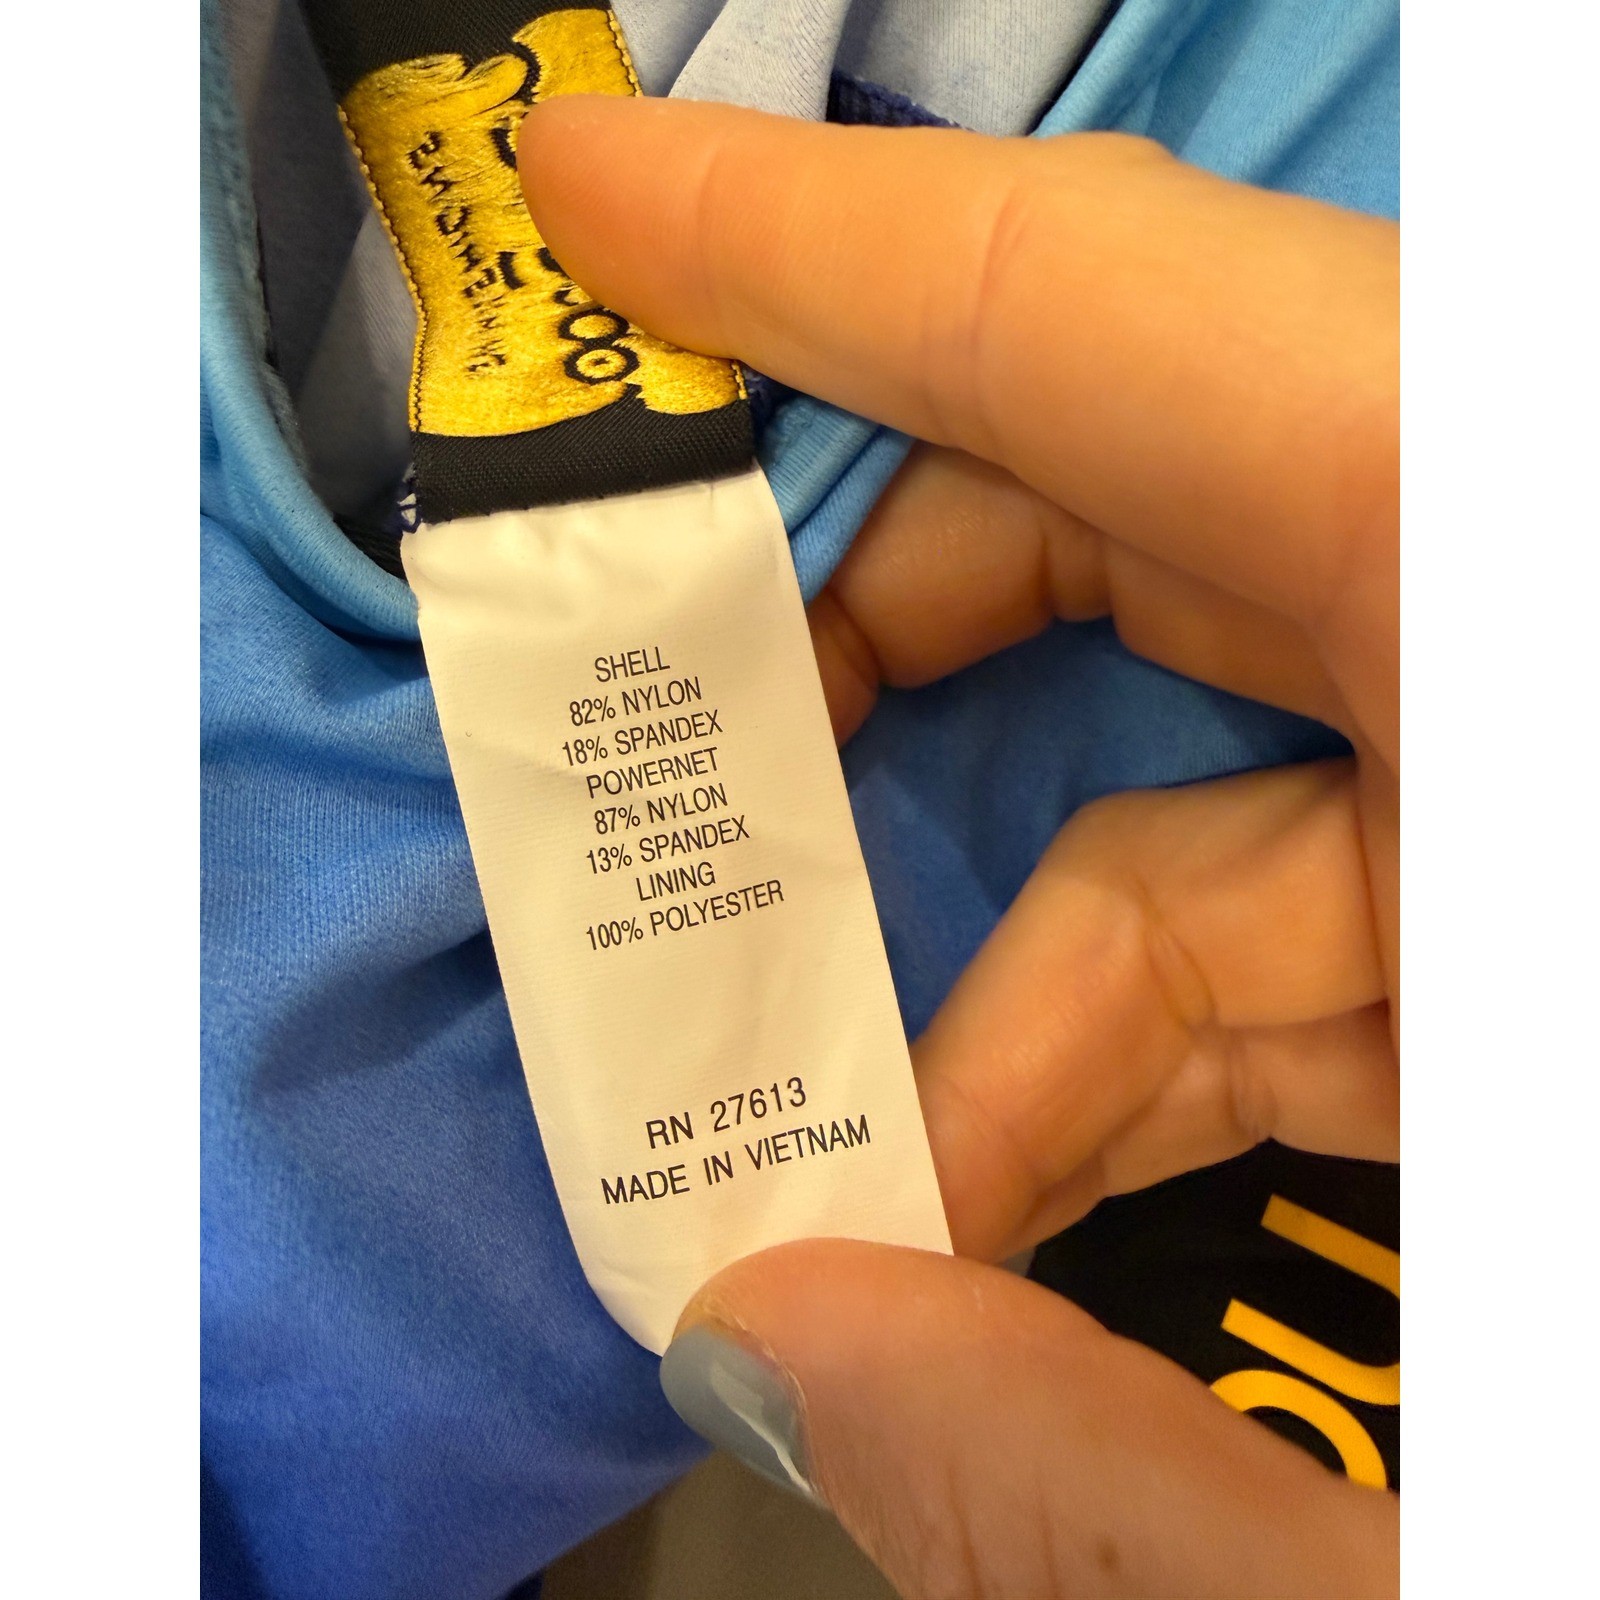 SHELL
82% NYLON
18% SPANDEX
POWERNET
87% NYLON
13% SPANDEX
LINING
100% POLYESTER
RN 27613
MADE IN VIETNAM